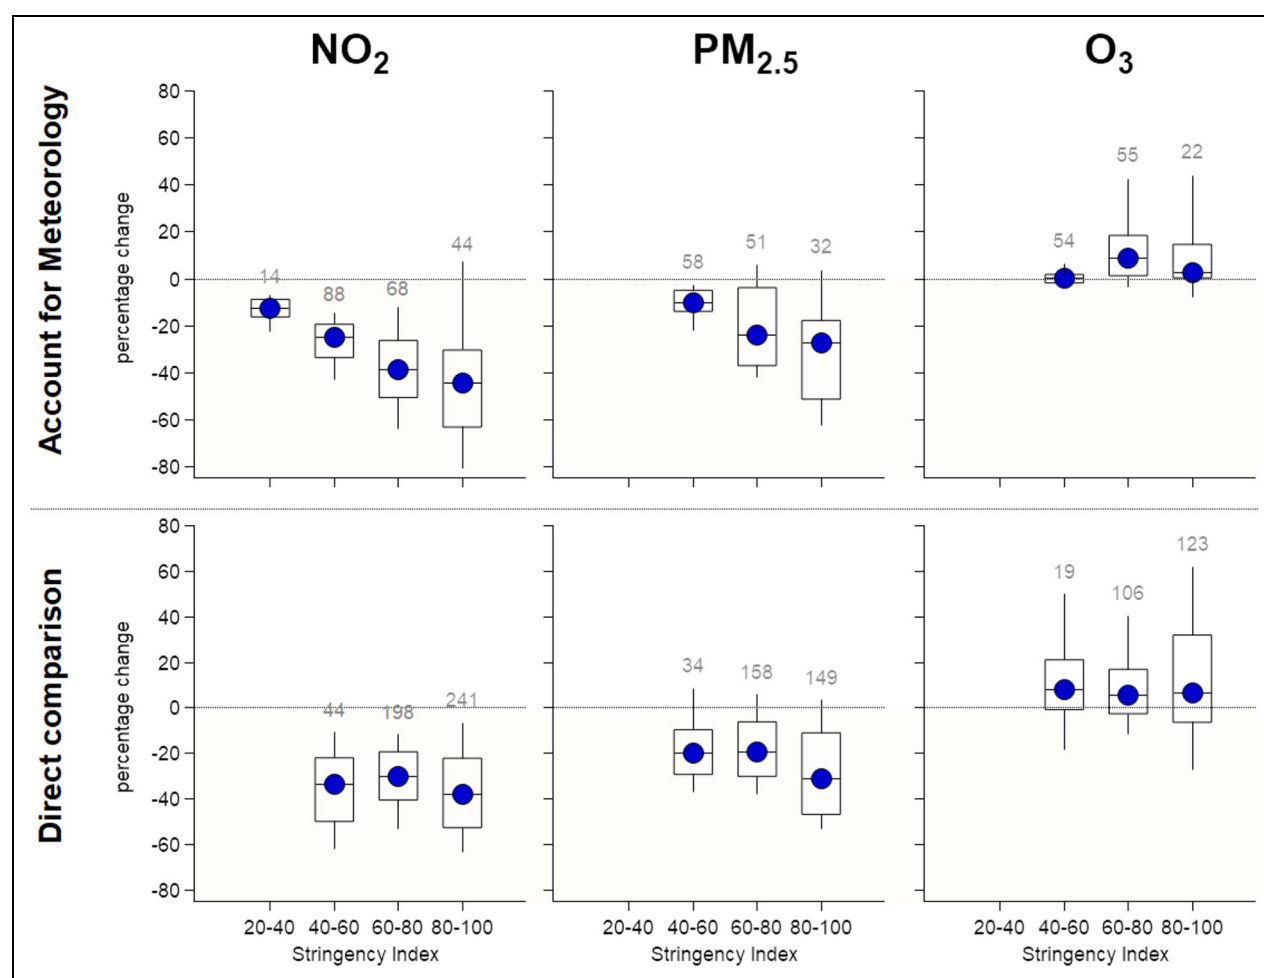 NO2 PM2.5 O3
Account for Meteorology
percentage change
80
60
40
20
0
-20
-40
-60
-80
14 88 68 44
58 51 32
54 55 22
Direct comparison
percentage change
80
60
40
20
0
-20
-40
-60
-80
44 198 241
34 158 149
19 106 123
20-40 40-60 60-80 80-100 20-40 40-60 60-80 80-100 20-40 40-60 60-80 80-100
Stringency Index Stringency Index Stringency Index